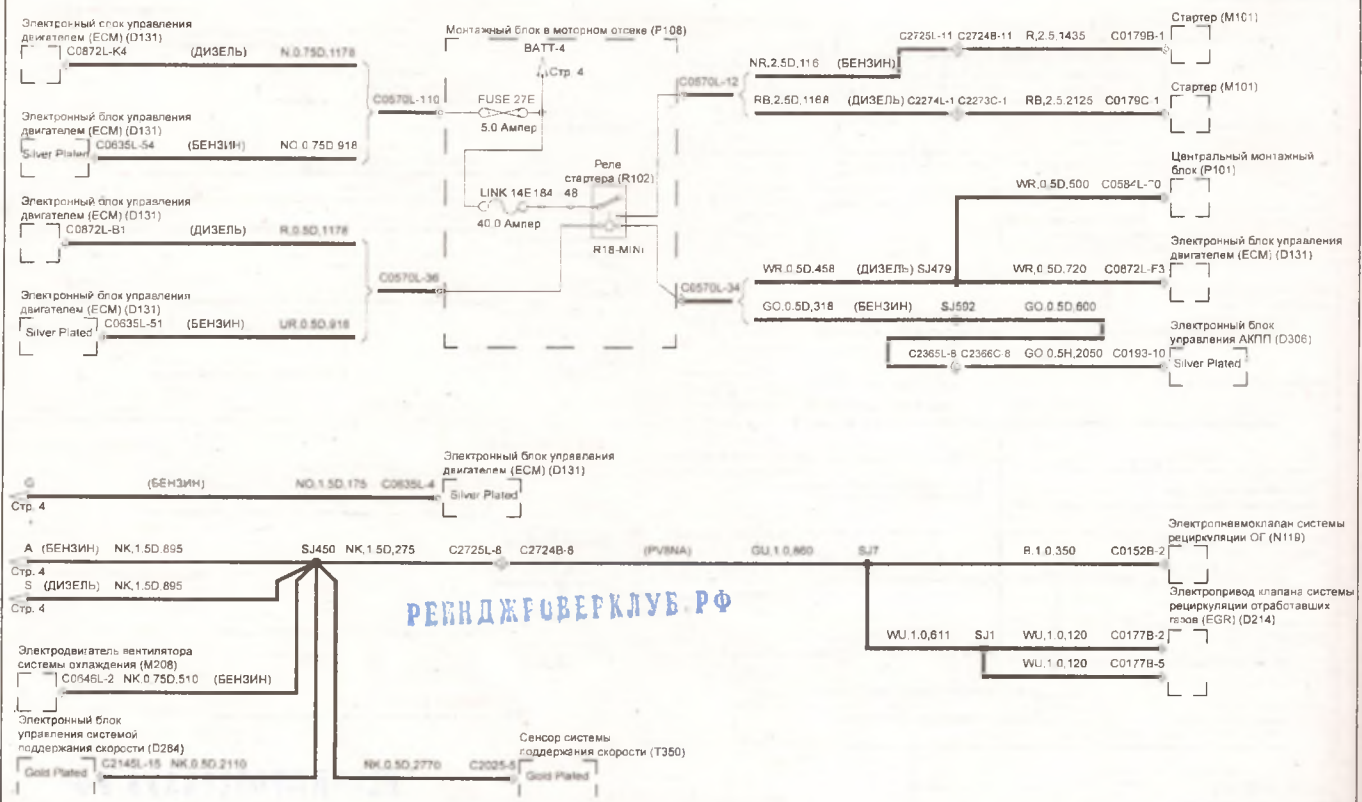 Электронный блок управления
двигателем (ECM) (D131)
C0872L-K4 (ДИЗЕЛЬ) N.0.75D.1178
Электронный блок управления
двигателем (ECM) (D131)
Silver Plated C0635L-54 (БЕНЗИН) NO.0.75D.918
Электронный блок управления
двигателем (ECM) (D131)
C0872L-B1 (ДИЗЕЛЬ) R.0.5D.1178
Электронный блок управления
двигателем (ECM) (D131)
Silver Plated C0635L-51 (БЕНЗИН) UR.0.5D.918
C0570L-110
C0570L-36
Монтажный блок в моторном отсеке (P108)
BATT-4
Стр. 4
FUSE 27E
5.0 Ампер
Реле
стартера (R102)
LINK 14E184 48
40.0 Ампер
R18-MINI
C0570L-12
C0570L-34
Стартер (M101)
NR,2.5D,116 (БЕНЗИН) C2725L-11 C2724B-11 R,2.5,1435 C0179B-1
Стартер (M101)
RB,2.5D,1168 (ДИЗЕЛЬ) C2274L-1 C2273C-1 RB,2.5,2125 C0179C-1
Центральный монтажный
блок (P101)
WR,0.5D,500 C0584L-70
Электронный блок управления
двигателем (ECM) (D131)
WR,0.5D,458 (ДИЗЕЛЬ) SJ479 WR,0.5D,720 C0872L-F3
GO,0.5D,318 (БЕНЗИН) SJ502 GO,0.5D,600
Электронный блок
управления АКПП (D306)
C2365L-8 C2366C-8 GO,0.5H,2050 C0193-10 Silver Plated
Электронный блок управления
двигателем (ECM) (D131)
G (БЕНЗИН) NO,1.5D,175 C0635L-4 Silver Plated
Стр. 4
A (БЕНЗИН) NK,1.5D,895 SJ450 NK,1.5D,275 C2725L-8 C2724B-8 (PV8NA) GU,1.0,860 SJ7 B,1.0,350 C0152B-2
Электропневмоклапан системы
рециркуляции ОГ (N119)
Стр. 4
S (ДИЗЕЛЬ) NK,1.5D,895
Стр. 4
РЕЙНДЖРОВЕРКЛУБ.РФ
Электропривод клапана системы
рециркуляции отработавших
газов (EGR) (D214)
WU,1.0,611 SJ1 WU,1.0,120 C0177B-2
WU,1.0,120 C0177B-5
Электродвигатель вентилятора
системы охлаждения (M208)
C0646L-2 NK,0.75D,510 (БЕНЗИН)
Электронный блок
управления системой
поддержания скорости (D264)
Gold Plated C2145L-15 NK,0.5D,2110
Сенсор системы
поддержания скорости (T350)
NK,0.5D,2770 C2025-5 Gold Plated